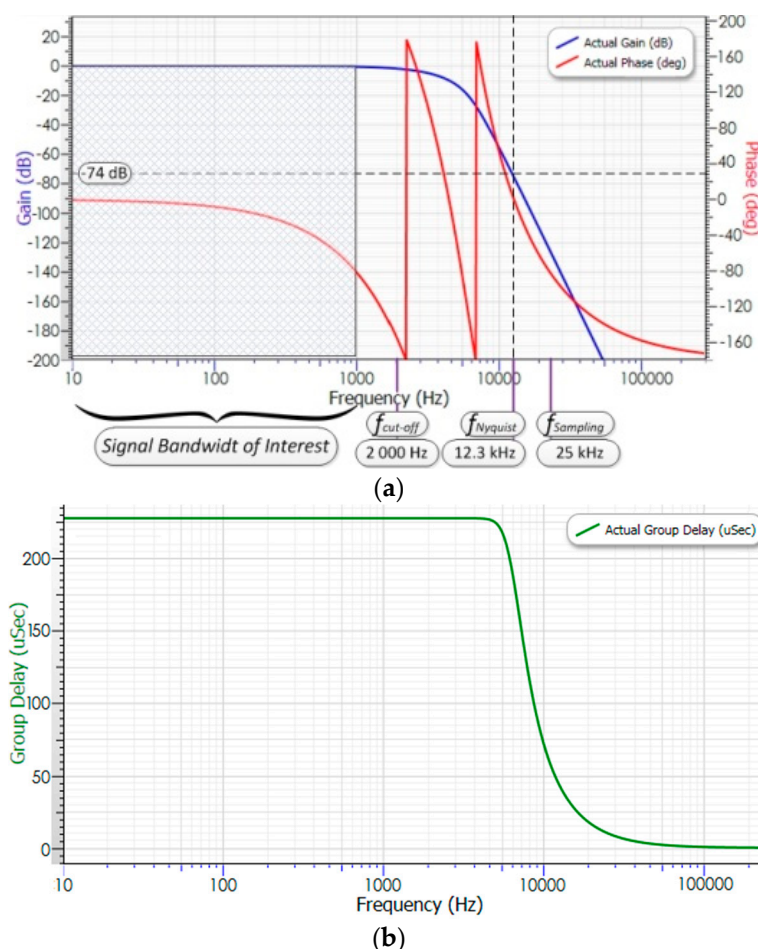 Actual Gain (dB)
Actual Phase (deg)
20
0
-20
-40
-60
-80
-100
-120
-140
-160
-180
-200
Gain (dB)
-74 dB
200
160
120
80
40
0
-40
-80
-120
-160
Phase (deg)
10 100 1000 10000 100000
Frequency (Hz)
Signal Bandwidt of Interest
fcut-off
2 000 Hz
fNyquist
12.3 kHz
fSampling
25 kHz
(a)
Actual Group Delay (uSec)
200
150
100
50
0
Group Delay (uSec)
10 100 1000 10000 100000
Frequency (Hz)
(b)